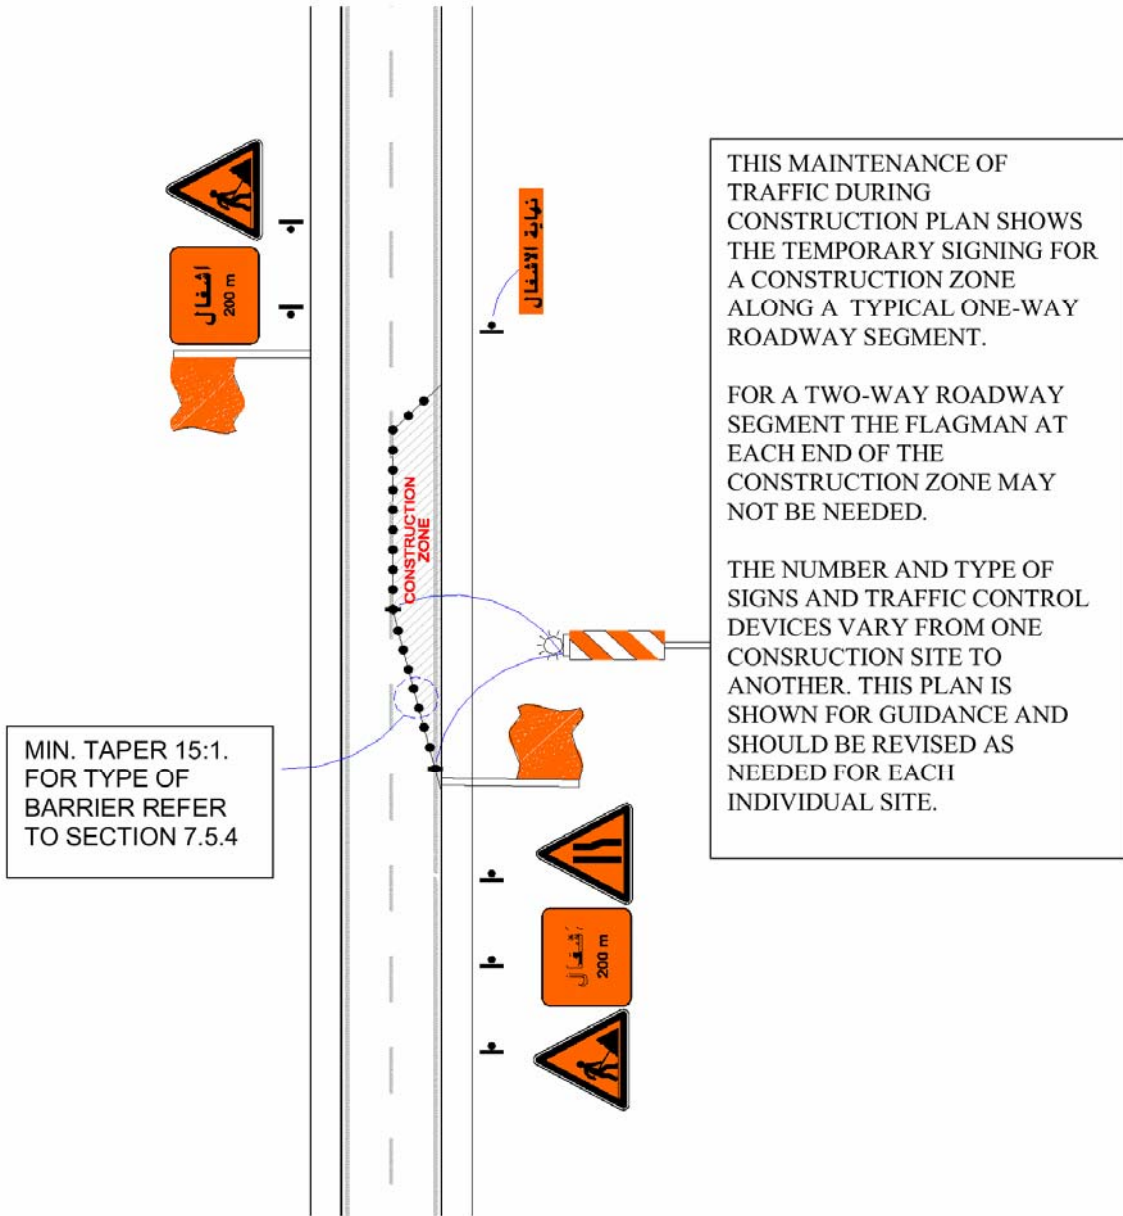 اشغال
200 m
نهاية الاشغال
THIS MAINTENANCE OF
TRAFFIC DURING
CONSTRUCTION PLAN SHOWS
THE TEMPORARY SIGNING FOR
A CONSTRUCTION ZONE
ALONG A TYPICAL ONE-WAY
ROADWAY SEGMENT.
FOR A TWO-WAY ROADWAY
SEGMENT THE FLAGMAN AT
EACH END OF THE
CONSTRUCTION ZONE MAY
NOT BE NEEDED.
THE NUMBER AND TYPE OF
SIGNS AND TRAFFIC CONTROL
DEVICES VARY FROM ONE
CONSRUCTION SITE TO
ANOTHER. THIS PLAN IS
SHOWN FOR GUIDANCE AND
SHOULD BE REVISED AS
NEEDED FOR EACH
INDIVIDUAL SITE.
CONSTRUCTION
ZONE
MIN. TAPER 15:1.
FOR TYPE OF
BARRIER REFER
TO SECTION 7.5.4
200 m